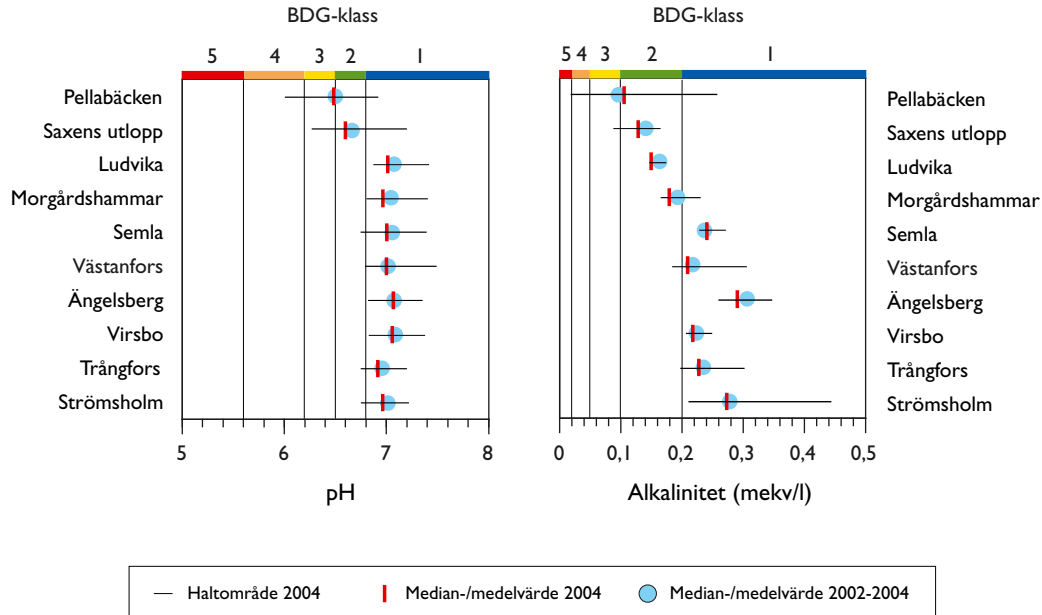 BDG-klass
5 4 3 2 1
Pellabäcken
Saxens utlopp
Ludvika
Morgårdshammar
Semla
Västanfors
Ängelsberg
Virsbo
Trångfors
Strömsholm
5 6 7 8
pH
BDG-klass
5 4 3 2 1
Pellabäcken
Saxens utlopp
Ludvika
Morgårdshammar
Semla
Västanfors
Ängelsberg
Virsbo
Trångfors
Strömsholm
0 0,1 0,2 0,3 0,4 0,5
Alkalinitet (mekv/l)
Haltområde 2004 Median-/medelvärde 2004 Median-/medelvärde 2002-2004